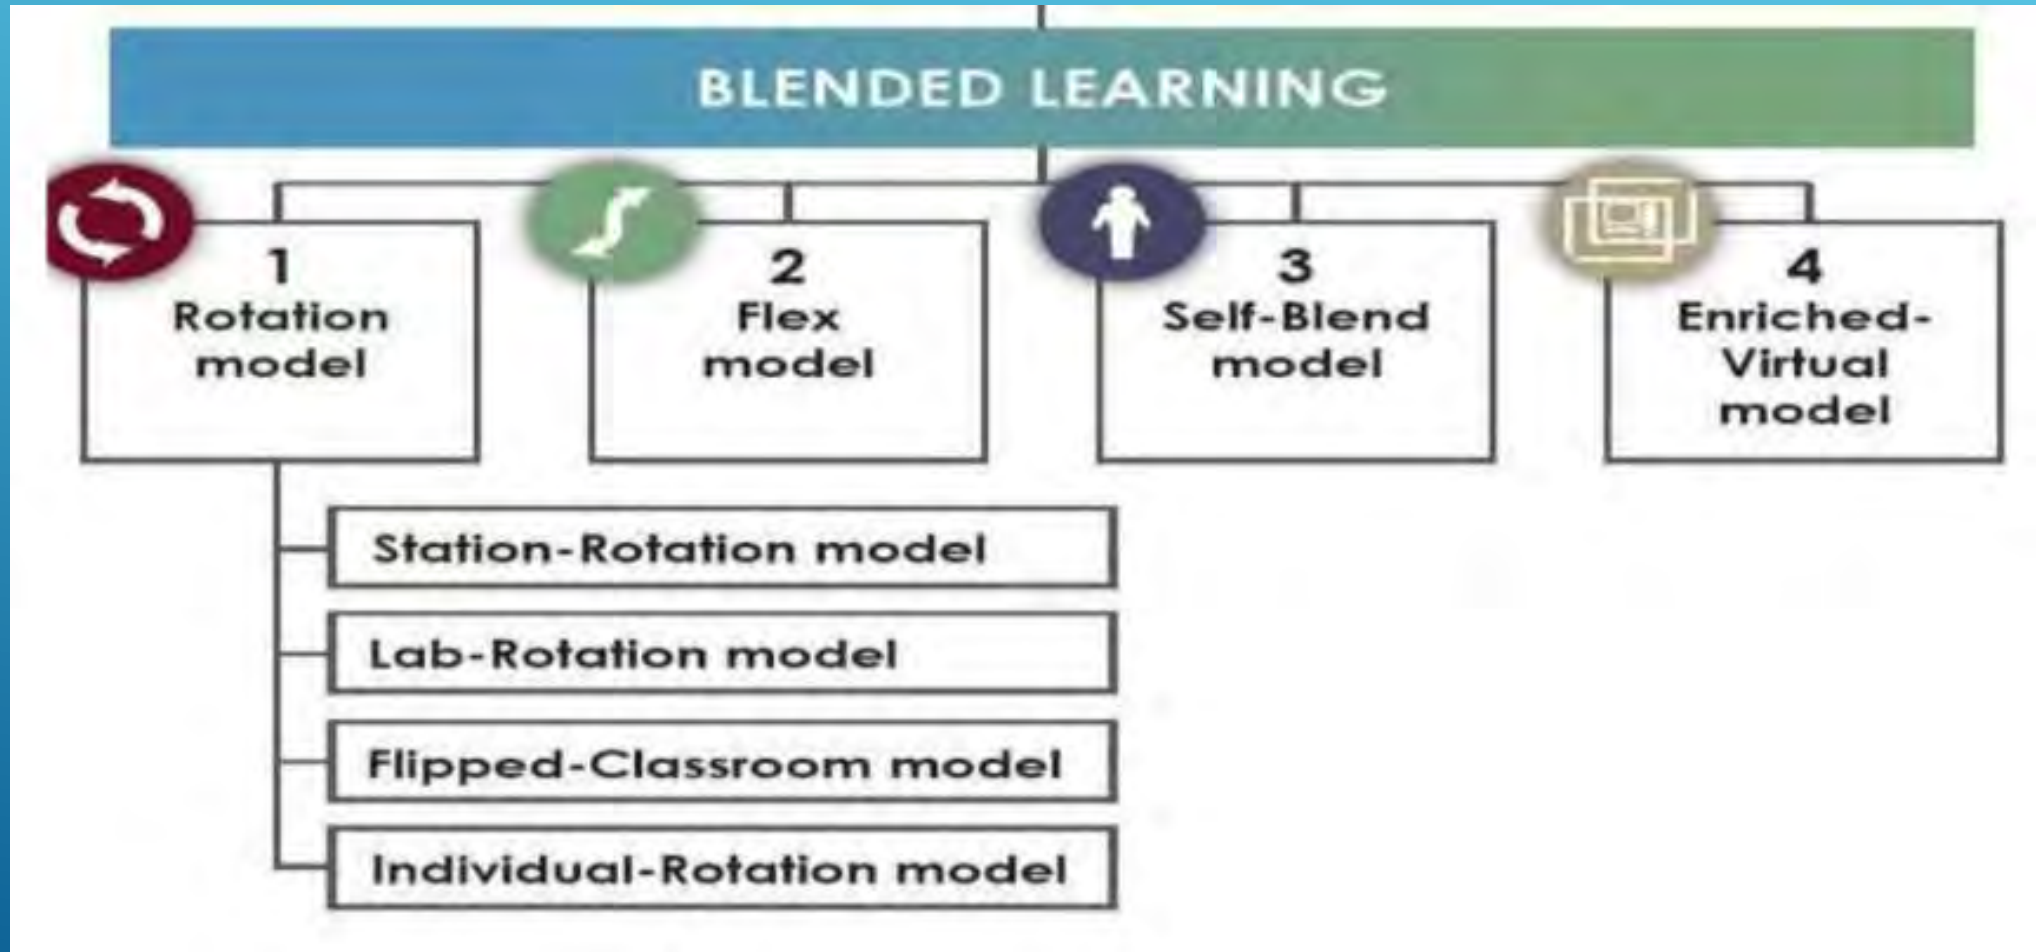 BLENDED LEARNING
1
Rotation
model
2
Flex
model
3
Self-Blend
model
4
Enriched-
Virtual
model
Station-Rotation model
Lab-Rotation model
Flipped-Classroom model
Individual-Rotation model